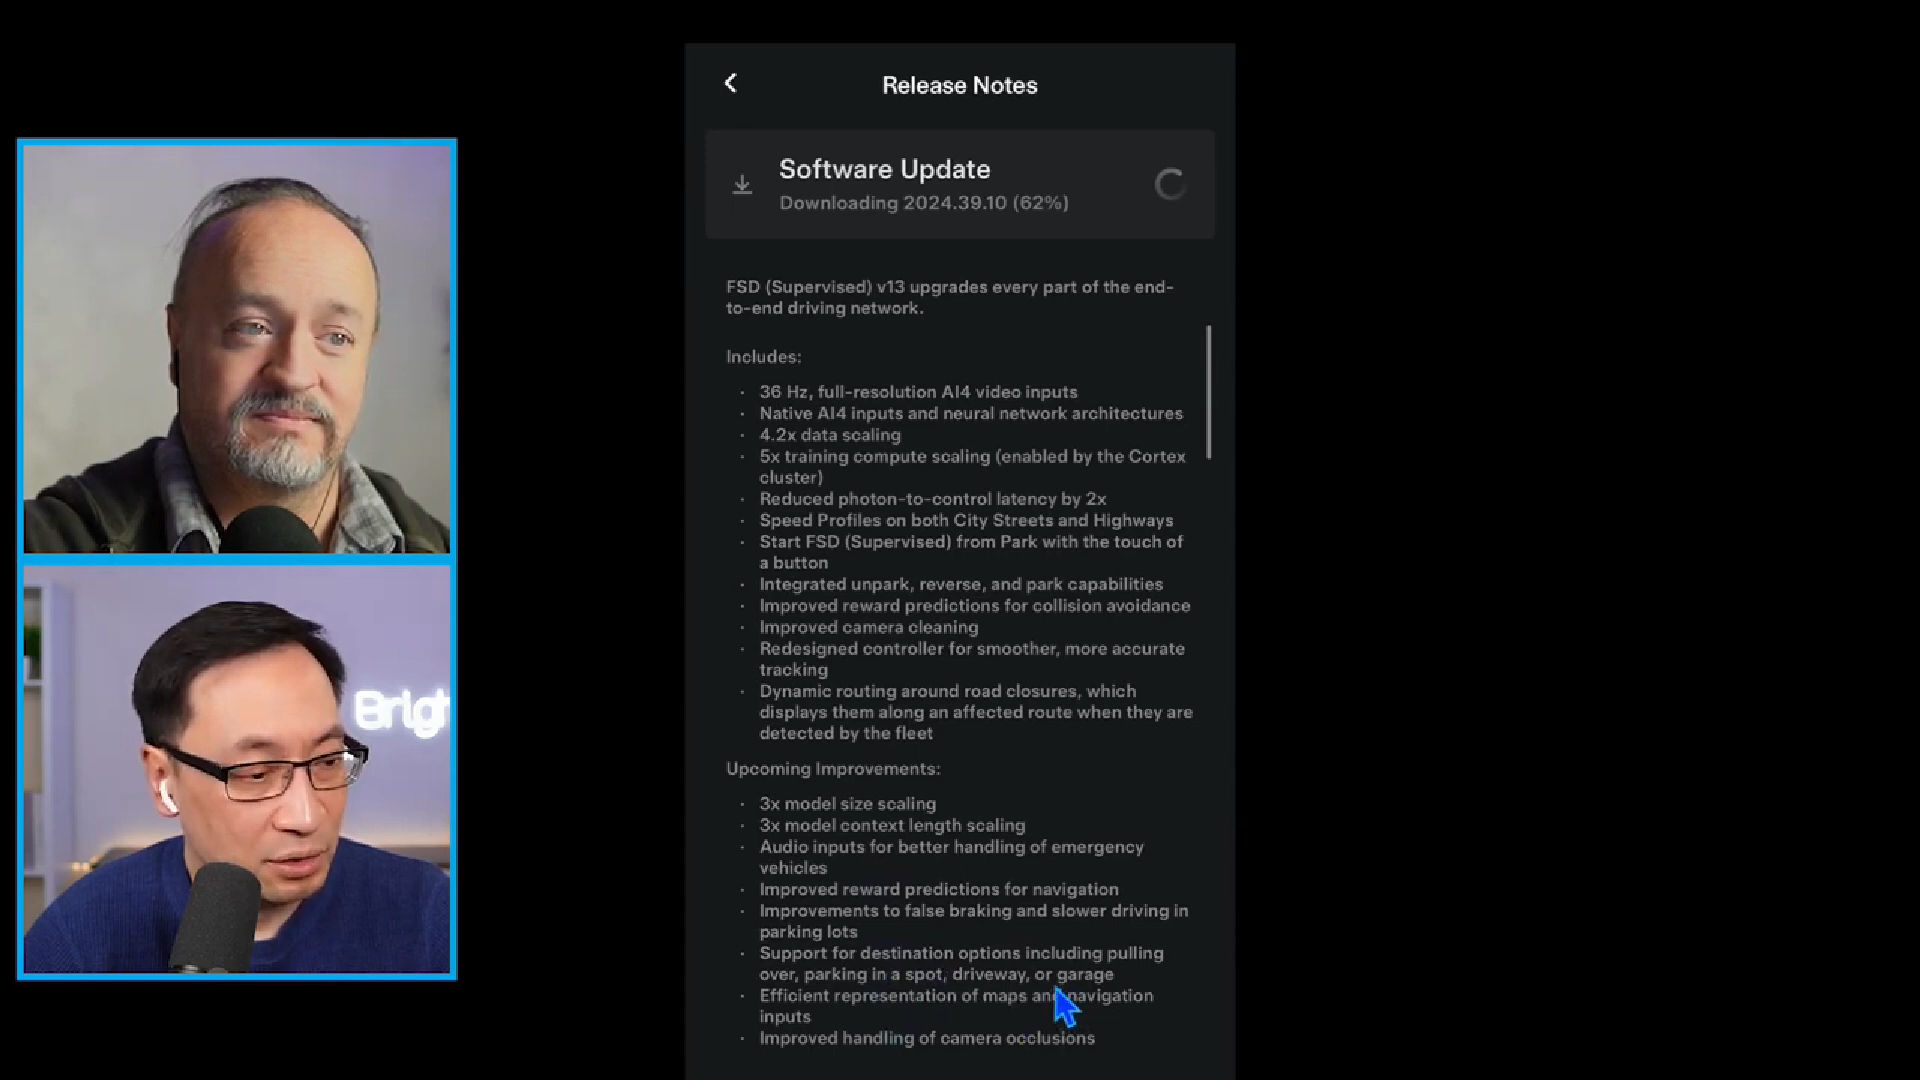 Release Notes
Software Update
Downloading 2024.39.10 (62%)
FSD (Supervised) v13 upgrades every part of the end-
to-end driving network.
Includes:
· 36 Hz, full-resolution AI4 video inputs
· Native AI4 inputs and neural network architectures
· 4.2x data scaling
· 5x training compute scaling (enabled by the Cortex
cluster)
· Reduced photon-to-control latency by 2x
· Speed Profiles on both City Streets and Highways
· Start FSD (Supervised) from Park with the touch of
a button
· Integrated unpark, reverse, and park capabilities
· Improved reward predictions for collision avoidance
· Improved camera cleaning
· Redesigned controller for smoother, more accurate
tracking
· Dynamic routing around road closures, which
displays them along an affected route when they are
detected by the fleet
Upcoming Improvements:
· 3x model size scaling
· 3x model context length scaling
· Audio inputs for better handling of emergency
vehicles
· Improved reward predictions for navigation
· Improvements to false braking and slower driving in
parking lots
· Support for destination options including pulling
over, parking in a spot, driveway, or garage
· Efficient representation of maps and navigation
inputs
· Improved handling of camera occlusions
Brigh